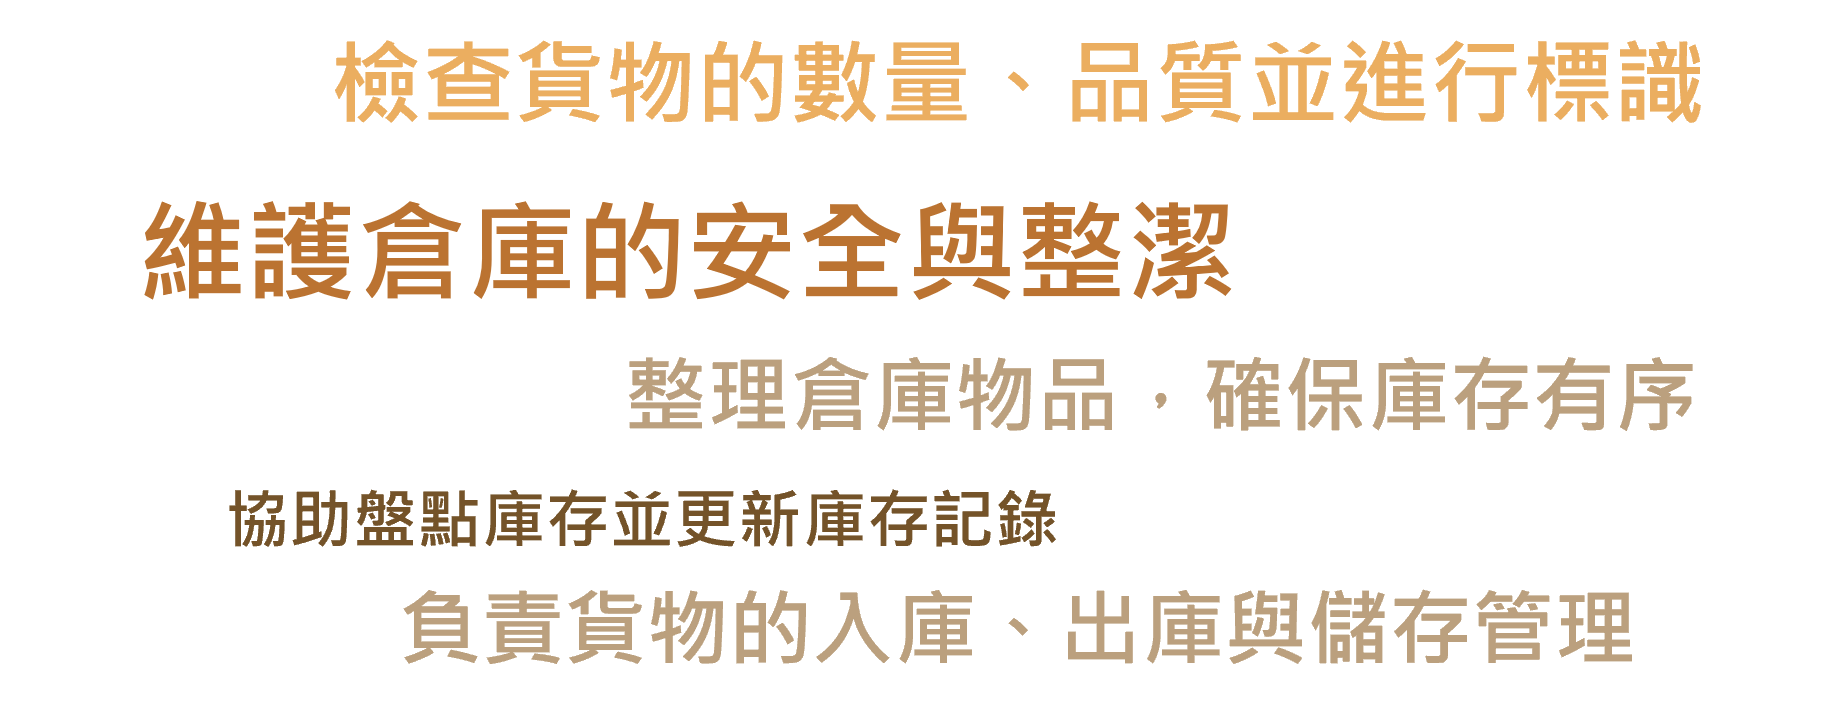 檢查貨物的數量、品質並進行標識
維護倉庫的安全與整潔
整理倉庫物品，確保庫存有序
協助盤點庫存並更新庫存記錄
負責貨物的入庫、出庫與儲存管理